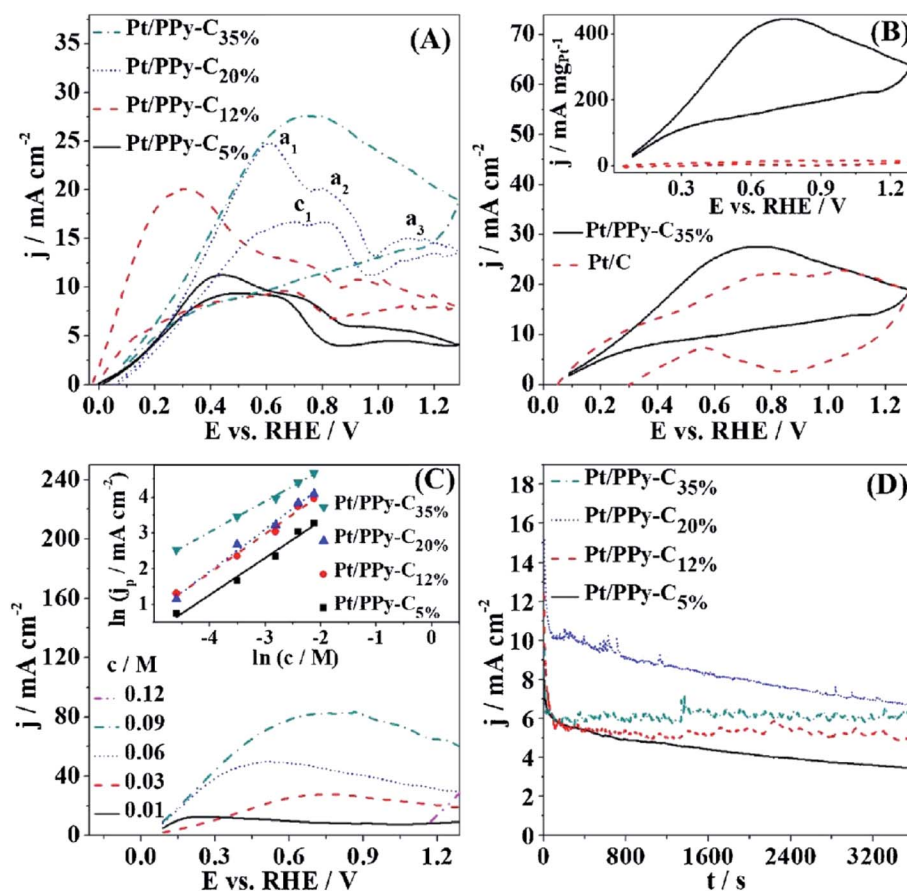 (A)
Pt/PPy-C35%
Pt/PPy-C20%
Pt/PPy-C12%
Pt/PPy-C5%
a1
a2
c1
a3
35
30
25
20
15
10
5
0
j / mA cm-2
0.0 0.2 0.4 0.6 0.8 1.0 1.2
E vs. RHE / V
(B)
j / mA mgPt-1
400
200
0
0.3 0.6 0.9 1.2
E vs. RHE / V
Pt/PPy-C35%
Pt/C
70
60
50
40
30
20
10
0
j / mA cm-2
0.0 0.2 0.4 0.6 0.8 1.0 1.2
E vs. RHE / V
(C)
ln (jp / mA cm-2)
4
3
2
1
-4 -3 -2 -1 0
ln (c / M)
Pt/PPy-C35%
Pt/PPy-C20%
Pt/PPy-C12%
Pt/PPy-C5%
c / M
0.12
0.09
0.06
0.03
0.01
240
200
160
120
80
40
0
j / mA cm-2
0.0 0.3 0.6 0.9 1.2
E vs. RHE / V
(D)
Pt/PPy-C35%
Pt/PPy-C20%
Pt/PPy-C12%
Pt/PPy-C5%
18
16
14
12
10
8
6
4
2
0
j / mA cm-2
0 800 1600 2400 3200
t / s